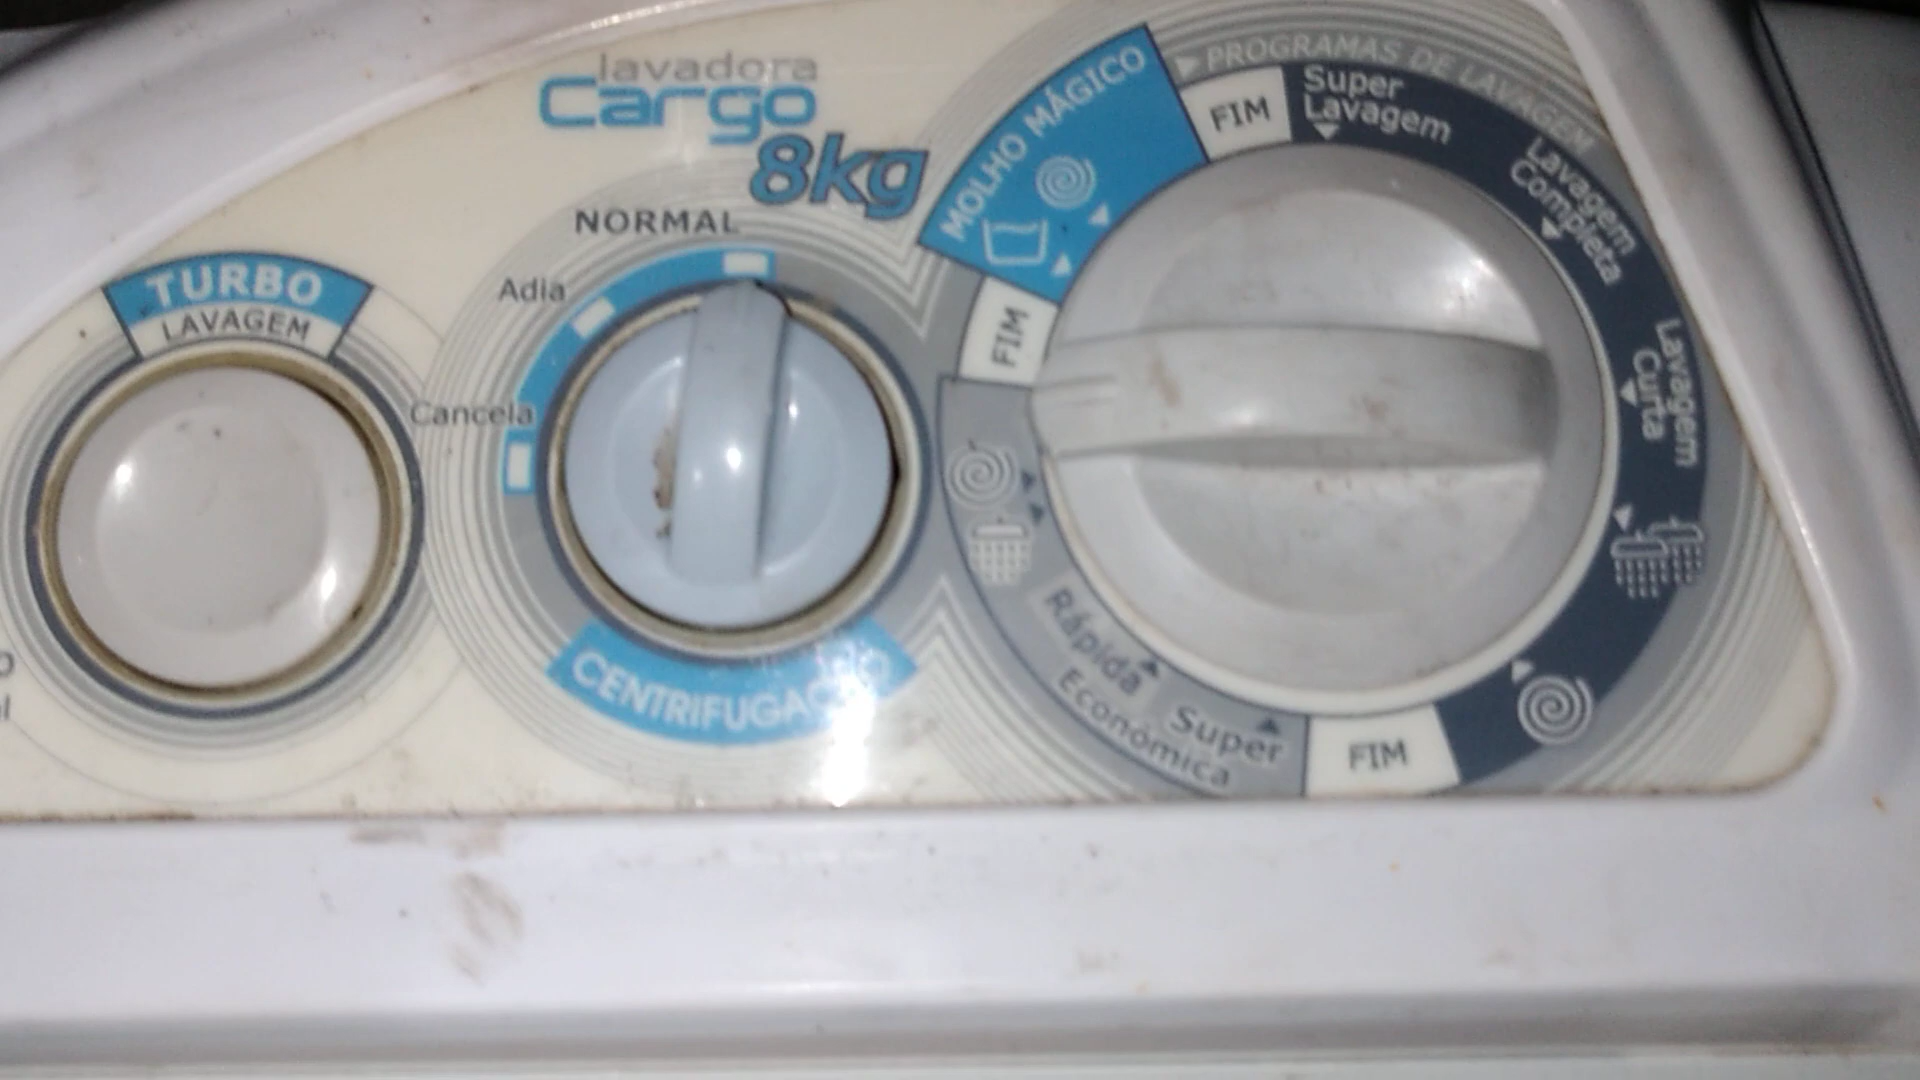 lavadora
Cargo
8kg
TURBO
LAVAGEM
NORMAL
Adia
Cancela
MOLHO MÁGICO
FIM
PROGRAMAS DE LAVAGEM
FIM
Super
Lavagem
Lavagem
Completa
Lavagem
Curta
FIM
Super
Econômica
Rápida